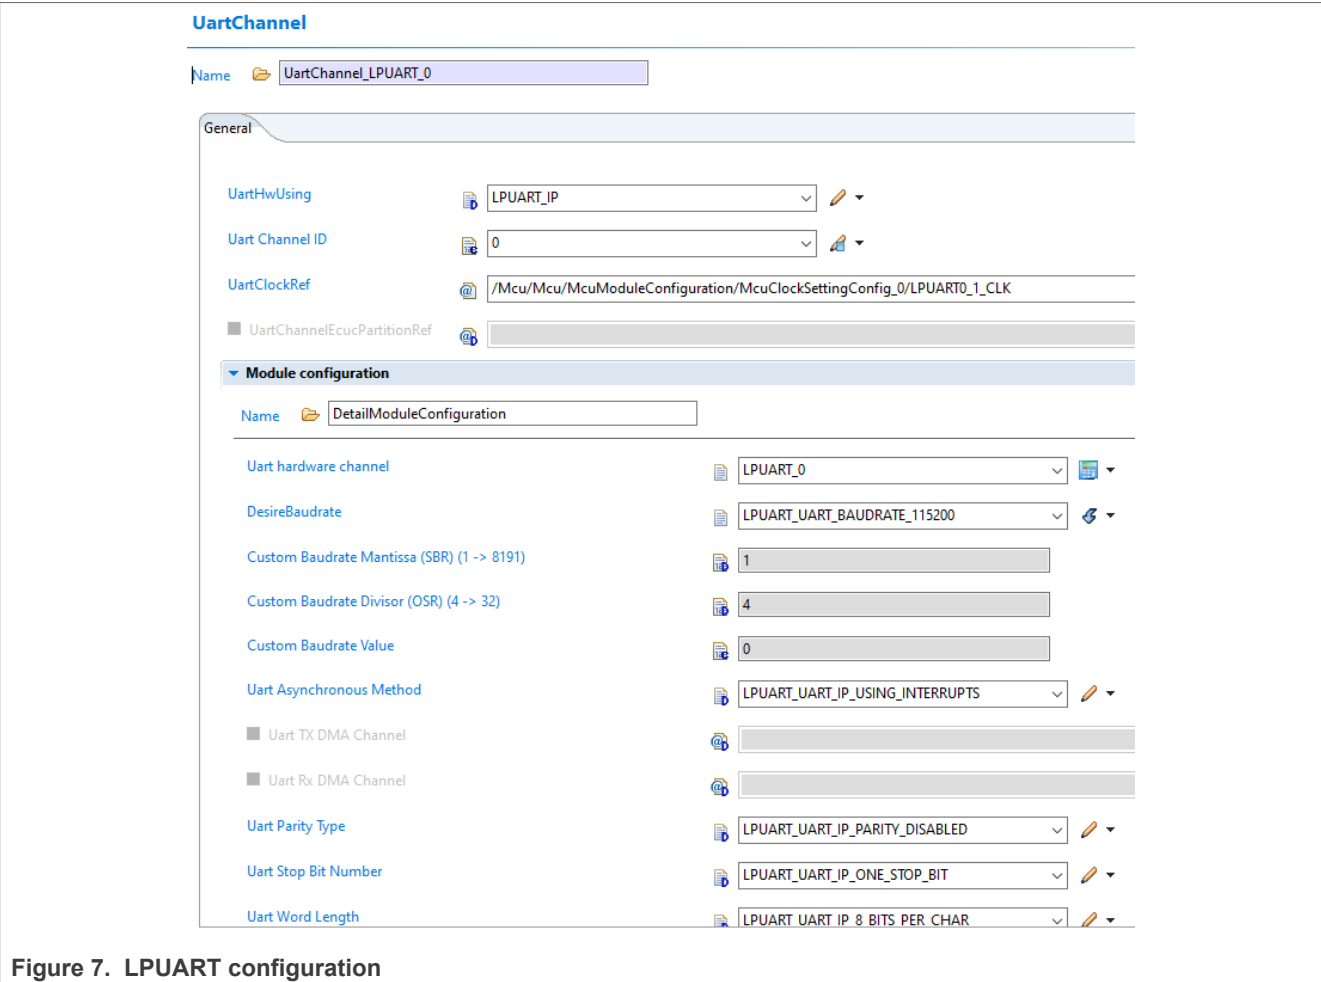 UartChannel
Name UartChannel_LPUART_0
General
UartHwUsing LPUART_IP
Uart Channel ID 0
UartClockRef /Mcu/Mcu/McuModuleConfiguration/McuClockSettingConfig_0/LPUART0_1_CLK
UartChannelEcucPartitionRef
Module configuration
Name DetailModuleConfiguration
Uart hardware channel LPUART_0
DesireBaudrate LPUART_UART_BAUDRATE_115200
Custom Baudrate Mantissa (SBR) (1 -> 8191) 1
Custom Baudrate Divisor (OSR) (4 -> 32) 4
Custom Baudrate Value 0
Uart Asynchronous Method LPUART_UART_IP_USING_INTERRUPTS
Uart TX DMA Channel
Uart Rx DMA Channel
Uart Parity Type LPUART_UART_IP_PARITY_DISABLED
Uart Stop Bit Number LPUART_UART_IP_ONE_STOP_BIT
Uart Word Length LPUART_UART_IP_8_BITS_PER_CHAR
Figure 7. LPUART configuration